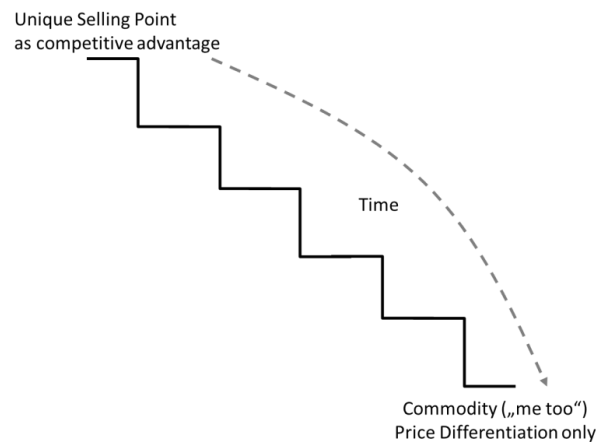 Unique Selling Point
as competitive advantage
Time
Commodity („me too“)
Price Differentiation only